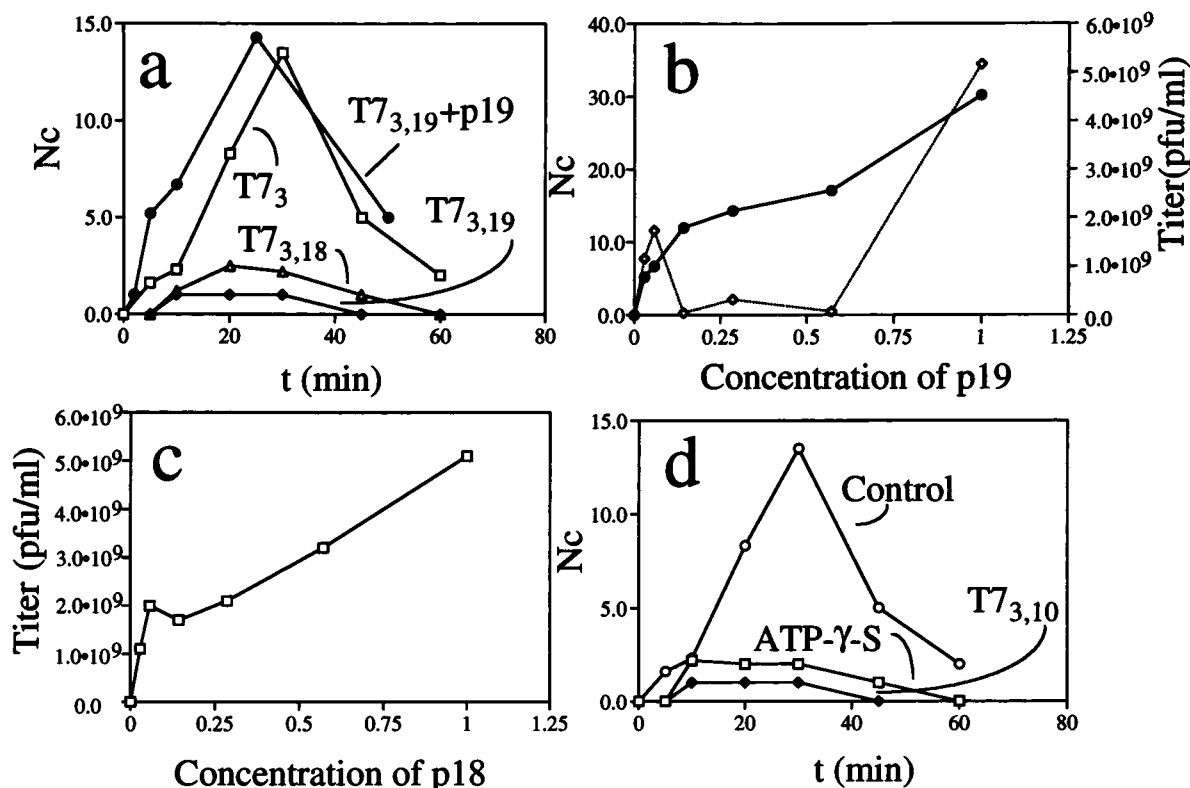 a
15.0
10.0
5.0
0.0
Nc
0
20
40
60
80
t (min)
T7₃,₁₉+p19
T7₃
T7₃,₁₉
T7₃,₁₈
b
40.0
30.0
20.0
10.0
0.0
Nc
6.0•10⁹
5.0•10⁹
4.0•10⁹
3.0•10⁹
2.0•10⁹
1.0•10⁹
0.0
Titer(pfu/ml)
0
0.25
0.5
0.75
1
1.25
Concentration of p19
c
6.0•10⁹
5.0•10⁹
4.0•10⁹
3.0•10⁹
2.0•10⁹
1.0•10⁹
0.0
Titer (pfu/ml)
0
0.25
0.5
0.75
1
1.25
Concentration of p18
d
15.0
10.0
5.0
0.0
Nc
0
20
40
60
80
t (min)
Control
T7₃,₁₀
ATP-γ-S